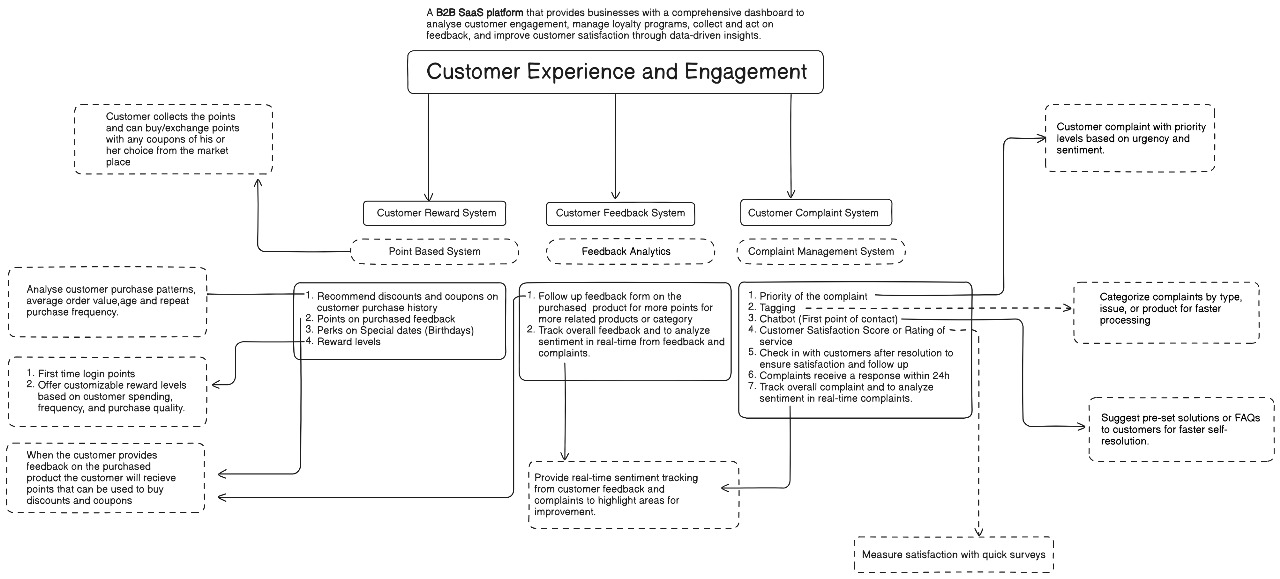 A B2B SaaS platform that provides businesses with a comprehensive dashboard to
analyse customer engagement, manage loyalty programs, collect and act on
feedback, and improve customer satisfaction through data-driven insights.
Customer Experience and Engagement
Customer collects the points
and can buy/exchange points
with any coupons of his or
her choice from the market
place
Customer complaint with priority
levels based on urgency and
sentiment.
Customer Reward System
Customer Feedback System
Customer Complaint System
Point Based System
Feedback Analytics
Complaint Management System
Analyse customer purchase patterns,
average order value,age and repeat
purchase frequency.
1. Recommend discounts and coupons on
customer purchase history
2. Points on purchased feedback
3. Perks on Special dates (Birthdays)
4. Reward levels
1. Follow up feedback form on the
purchased product for more points for
more related products or category
2. Track overall feedback and to analyze
sentiment in real-time from feedback and
complaints.
1. Priority of the complaint
2. Tagging
3. Chatbot (First point of contact)
4. Customer Satisfaction Score or Rating of
service
5. Check in with customers after resolution to
ensure satisfaction and follow up
6. Complaints receive a response within 24h
7. Track overall complaint and to analyze
sentiment in real-time complaints.
Categorize complaints by type,
issue, or product for faster
processing
1. First time login points
2. Offer customizable reward levels
based on customer spending,
frequency, and purchase quality.
Suggest pre-set solutions or FAQs
to customers for faster self-
resolution.
When the customer provides
feedback on the purchased
product the customer will recieve
points that can be used to buy
discounts and coupons
Provide real-time sentiment tracking
from customer feedback and
complaints to highlight areas for
improvement.
Measure satisfaction with quick surveys